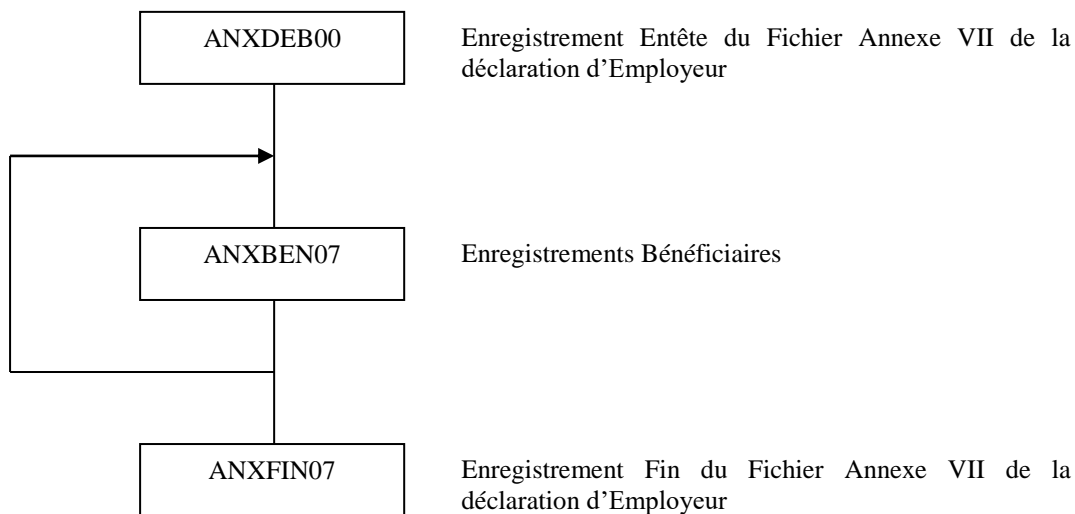 ANXDEB00
Enregistrement Entête du Fichier Annexe VII de la
déclaration d’Employeur
ANXBEN07
Enregistrements Bénéficiaires
ANXFIN07
Enregistrement Fin du Fichier Annexe VII de la
déclaration d’Employeur